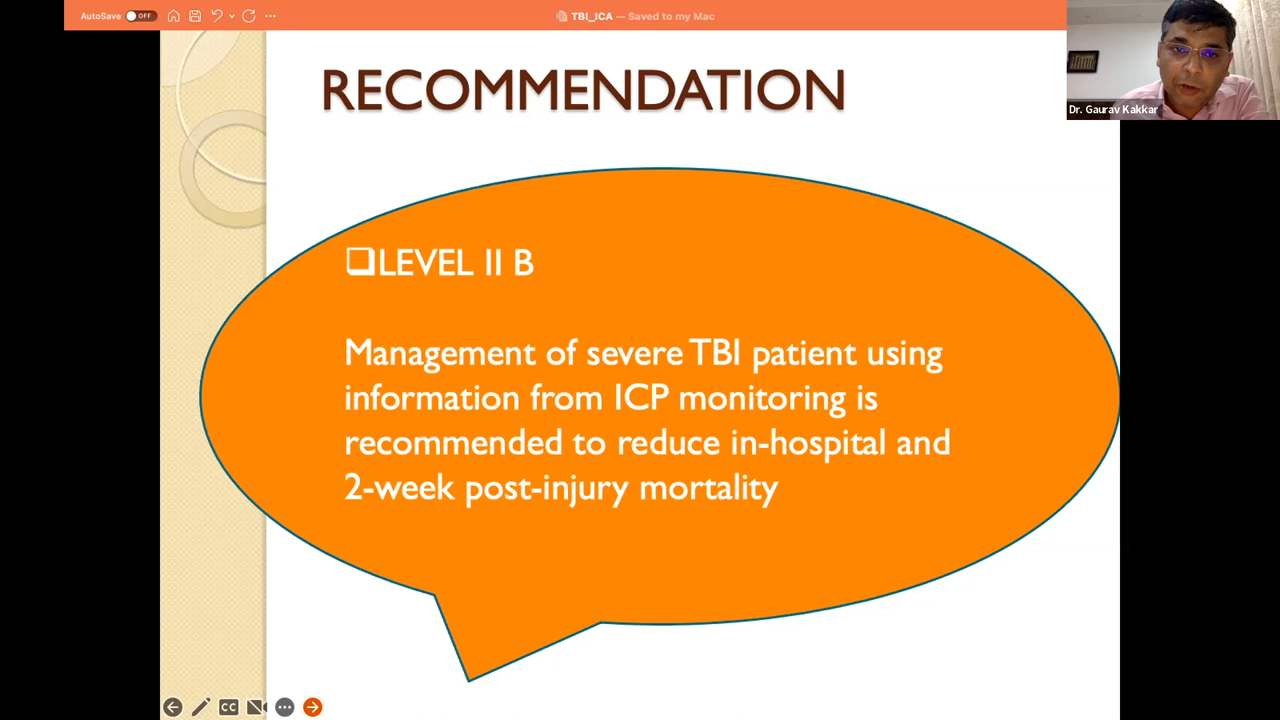 AutoSave OFF
TBI_ICA — Saved to my Mac
Dr. Gaurav Kakkar
RECOMMENDATION
LEVEL II B
Management of severe TBI patient using
information from ICP monitoring is
recommended to reduce in-hospital and
2-week post-injury mortality
CC